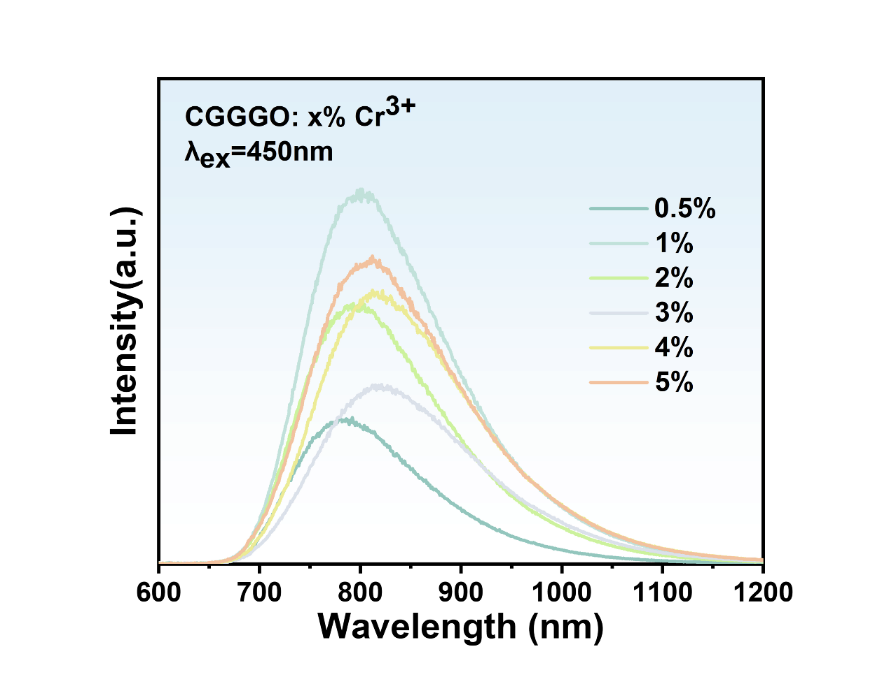 CGGGO: x% Cr3+
λex=450nm
0.5%
1%
2%
3%
4%
5%
Intensity(a.u.)
600 700 800 900 1000 1100 1200
Wavelength (nm)